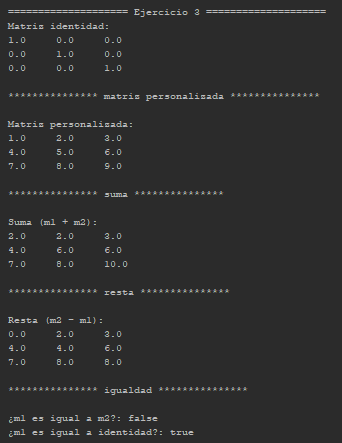 ==================== Ejercicio 3 ====================
Matriz identidad:
1.0 0.0 0.0
0.0 1.0 0.0
0.0 0.0 1.0
*************** matriz personalizada ***************
Matriz personalizada:
1.0 2.0 3.0
4.0 5.0 6.0
7.0 8.0 9.0
*************** suma ***************
Suma (m1 + m2):
2.0 2.0 3.0
4.0 6.0 6.0
7.0 8.0 10.0
*************** resta ***************
Resta (m2 - m1):
0.0 2.0 3.0
4.0 4.0 6.0
7.0 8.0 8.0
*************** igualdad ***************
¿m1 es igual a m2?: false
¿m1 es igual a identidad?: true